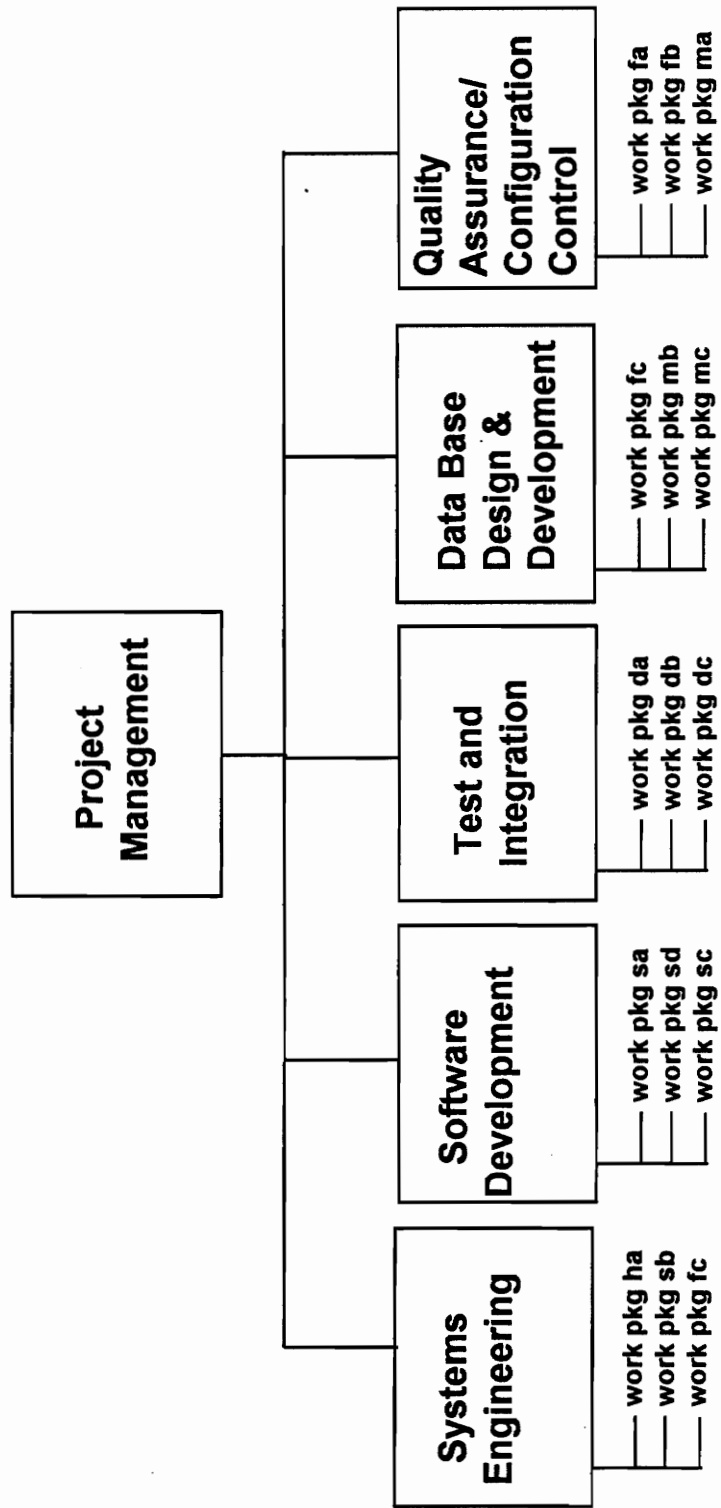 Project
Management
Systems
Engineering
work pkg ha
work pkg sb
work pkg fc
Software
Development
work pkg sa
work pkg sd
work pkg sc
Test and
Integration
work pkg da
work pkg db
work pkg dc
Data Base
Design &
Development
work pkg fc
work pkg mb
work pkg mc
Quality
Assurance/
Configuration
Control
work pkg fa
work pkg fb
work pkg ma